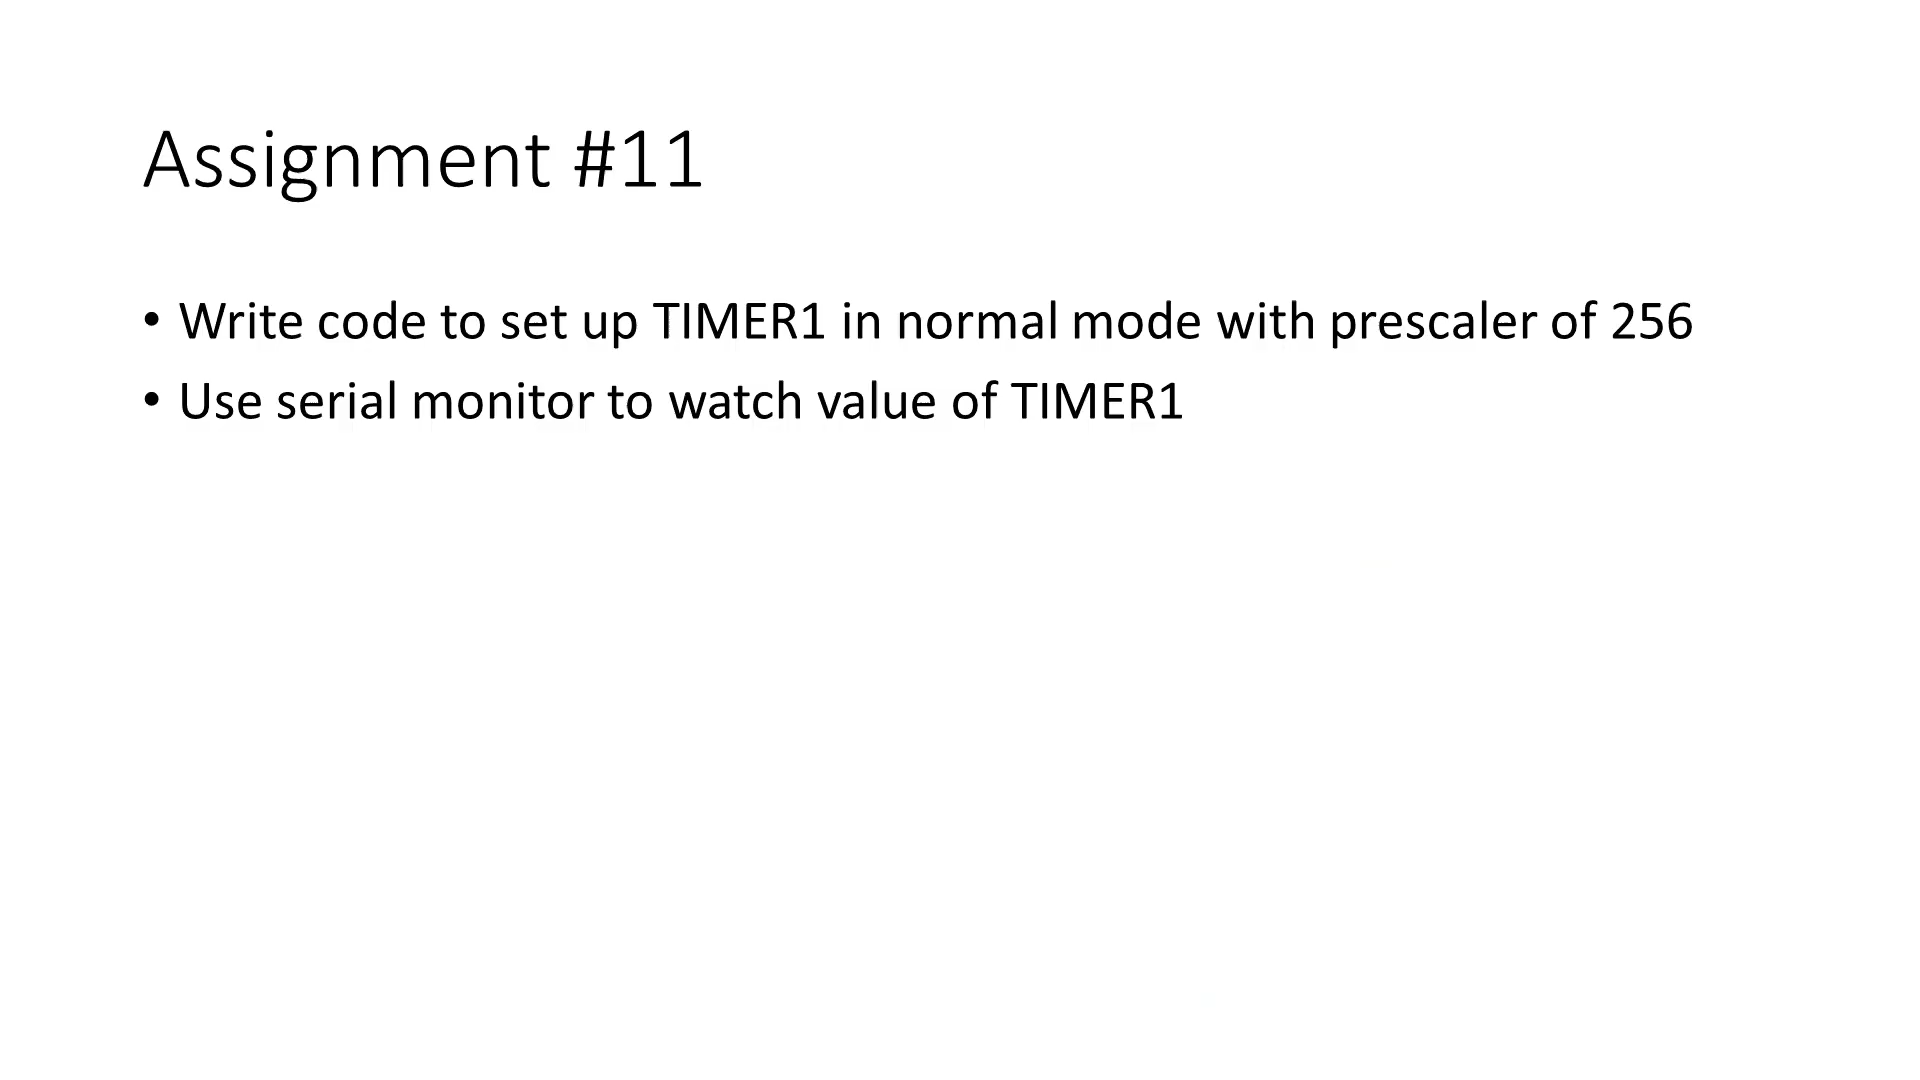 Assignment #11
• Write code to set up TIMER1 in normal mode with prescaler of 256
• Use serial monitor to watch value of TIMER1